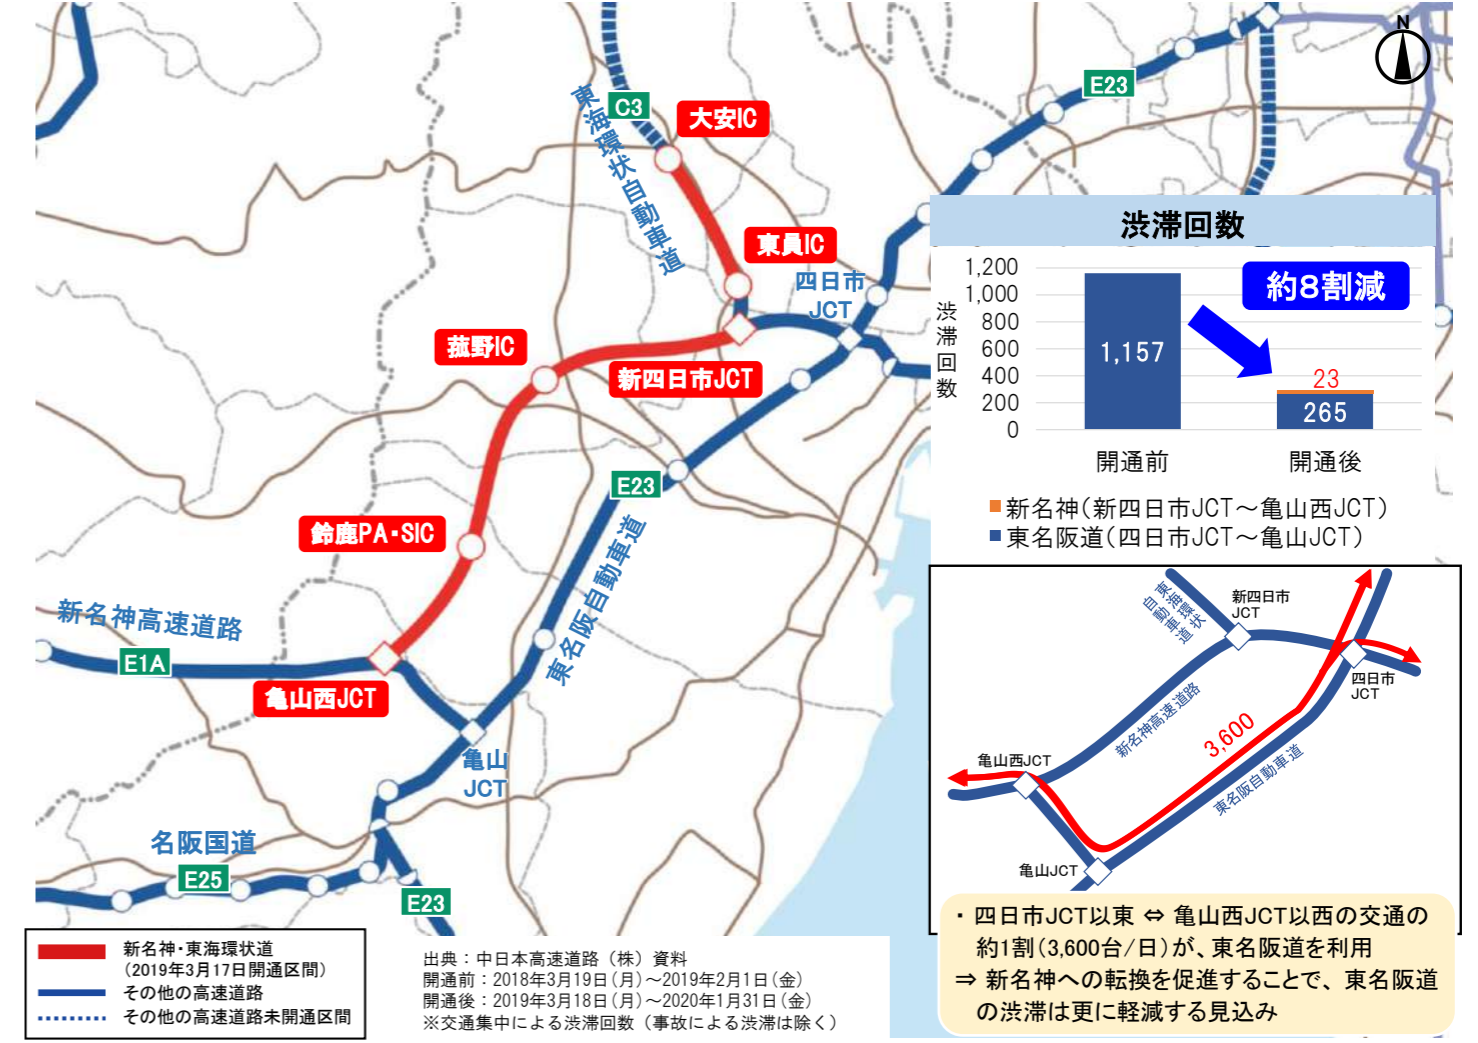 N
E23
C3
東海環状自動車道
大安IC
東員IC
四日市
JCT
菰野IC
新四日市JCT
E23
鈴鹿PA・SIC
東名阪自動車道
新名神高速道路
E1A
亀山西JCT
亀山
JCT
名阪国道
E25
E23
渋滞回数
渋滞回数
1,200
1,000
800
600
400
200
0
約8割減
1,157
23
265
開通前
開通後
新名神(新四日市JCT～亀山西JCT)
東名阪道(四日市JCT～亀山JCT)
東海環状
自動車道
新四日市
JCT
四日市
JCT
新名神高速道路
3,600
東名阪自動車道
亀山西JCT
亀山JCT
・四日市JCT以東 ⇔ 亀山西JCT以西の交通の
約1割(3,600台/日)が、東名阪道を利用
⇒ 新名神への転換を促進することで、東名阪道
の渋滞は更に軽減する見込み
新名神・東海環状道
(2019年3月17日開通区間)
その他の高速道路
その他の高速道路未開通区間
出典：中日本高速道路（株）資料
開通前：2018年3月19日(月)～2019年2月1日(金)
開通後：2019年3月18日(月)～2020年1月31日(金)
※交通集中による渋滞回数（事故による渋滞は除く）